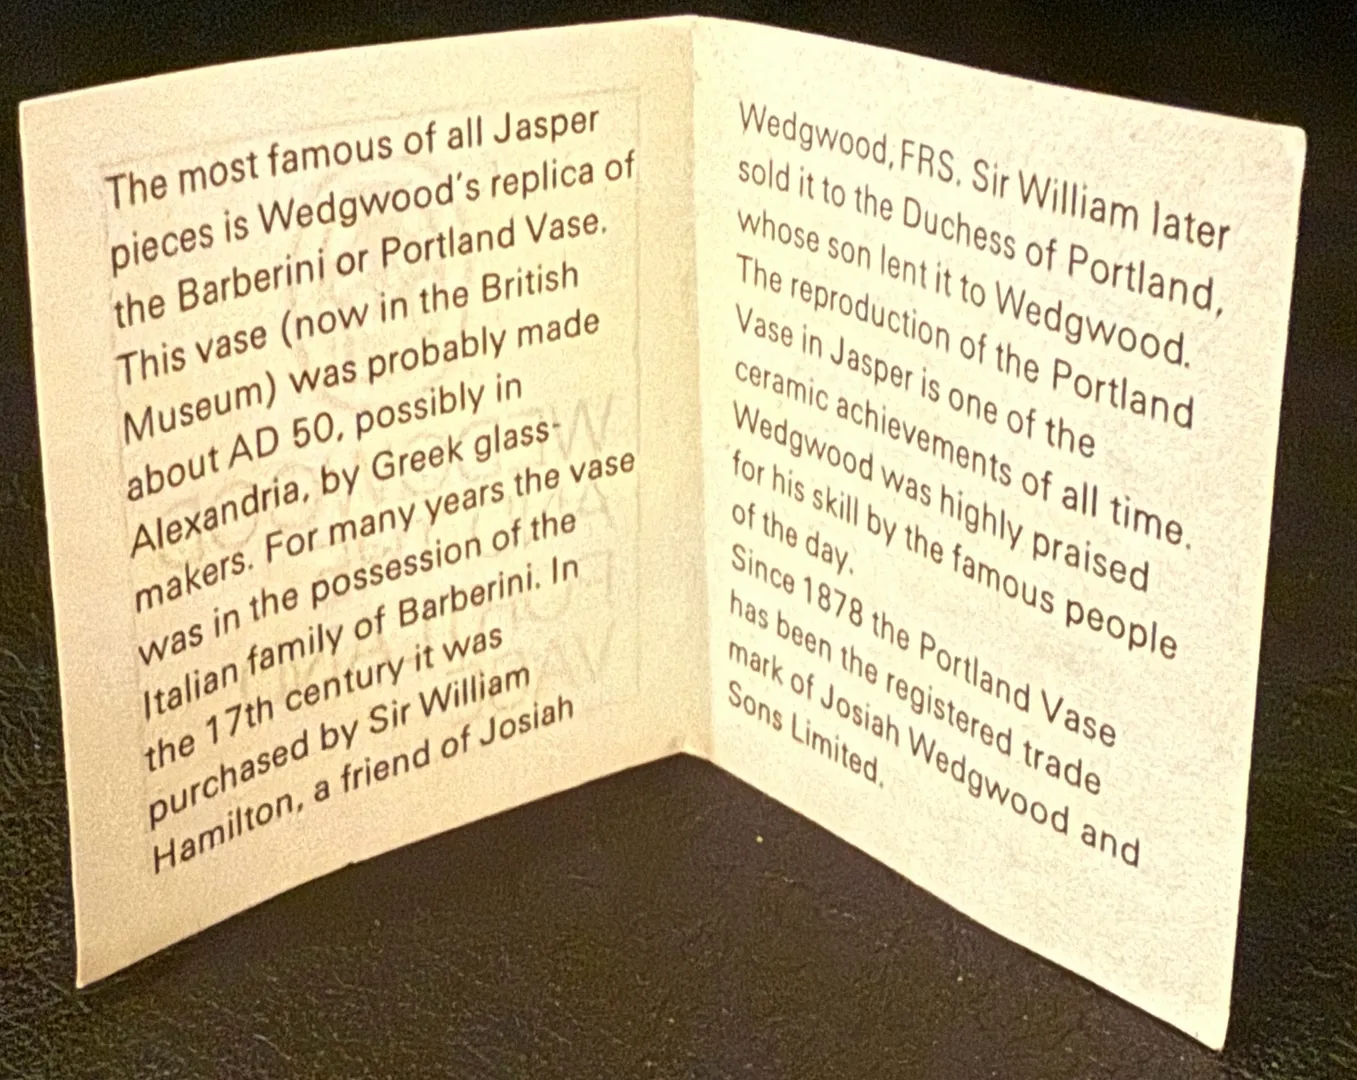 The most famous of all Jasper
pieces is Wedgwood's replica of
the Barberini or Portland Vase.
This vase (now in the British
Museum) was probably made
about AD 50, possibly in
Alexandria, by Greek glass-
makers. For many years the vase
was in the possession of the
Italian family of Barberini. In
the 17th century it was
purchased by Sir William
Hamilton, a friend of Josiah
Wedgwood, FRS. Sir William later
sold it to the Duchess of Portland,
whose son lent it to Wedgwood.
The reproduction of the Portland
Vase in Jasper is one of the
ceramic achievements of all time.
Wedgwood was highly praised
for his skill by the famous people
of the day.
Since 1878 the Portland Vase
has been the registered trade
mark of Josiah Wedgwood and
Sons Limited.